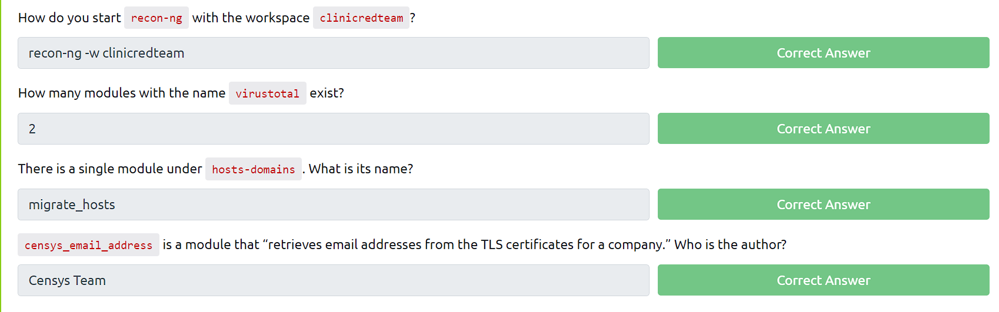 How do you start recon-ng with the workspace clinicredteam?
recon-ng -w clinicredteam
Correct Answer
How many modules with the name virustotal exist?
2
Correct Answer
There is a single module under hosts-domains. What is its name?
migrate_hosts
Correct Answer
censys_email_address is a module that “retrieves email addresses from the TLS certificates for a company.” Who is the author?
Censys Team
Correct Answer